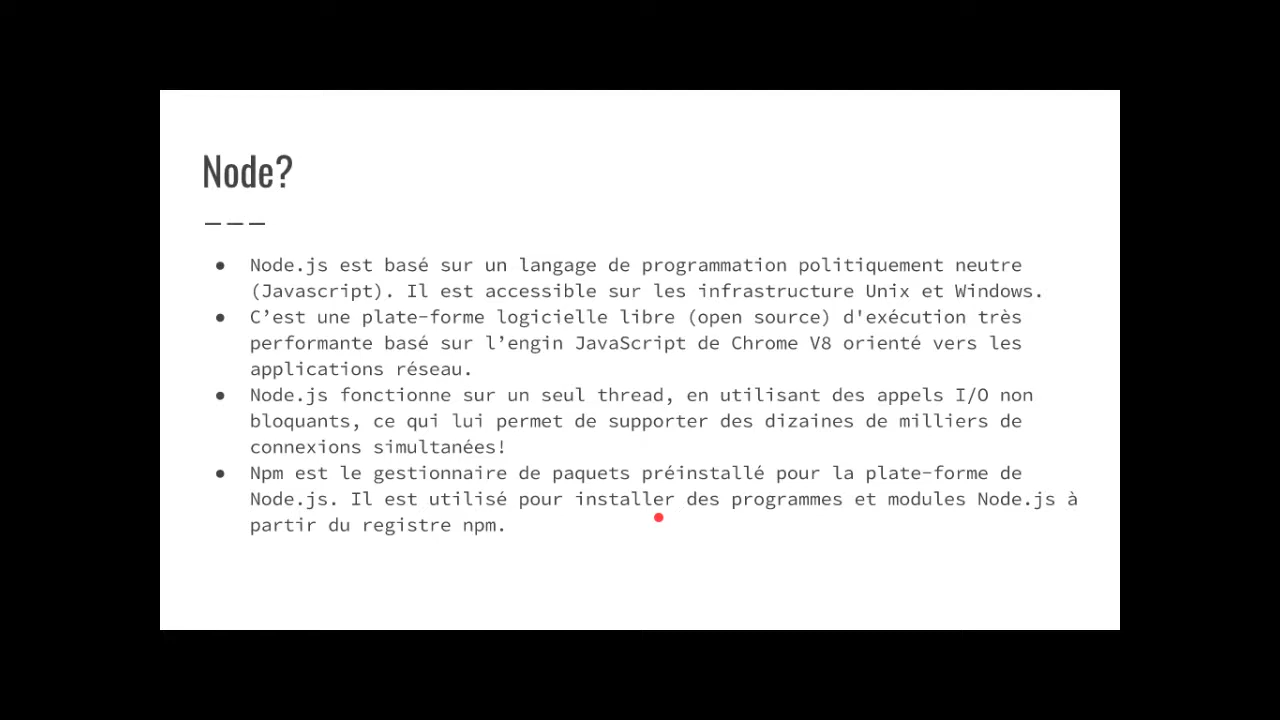 Node?
● Node.js est basé sur un langage de programmation politiquement neutre
(Javascript). Il est accessible sur les infrastructure Unix et Windows.
● C’est une plate-forme logicielle libre (open source) d'exécution très
performante basé sur l’engin JavaScript de Chrome V8 orienté vers les
applications réseau.
● Node.js fonctionne sur un seul thread, en utilisant des appels I/O non
bloquants, ce qui lui permet de supporter des dizaines de milliers de
connexions simultanées!
● Npm est le gestionnaire de paquets préinstallé pour la plate-forme de
Node.js. Il est utilisé pour installer des programmes et modules Node.js à
partir du registre npm.